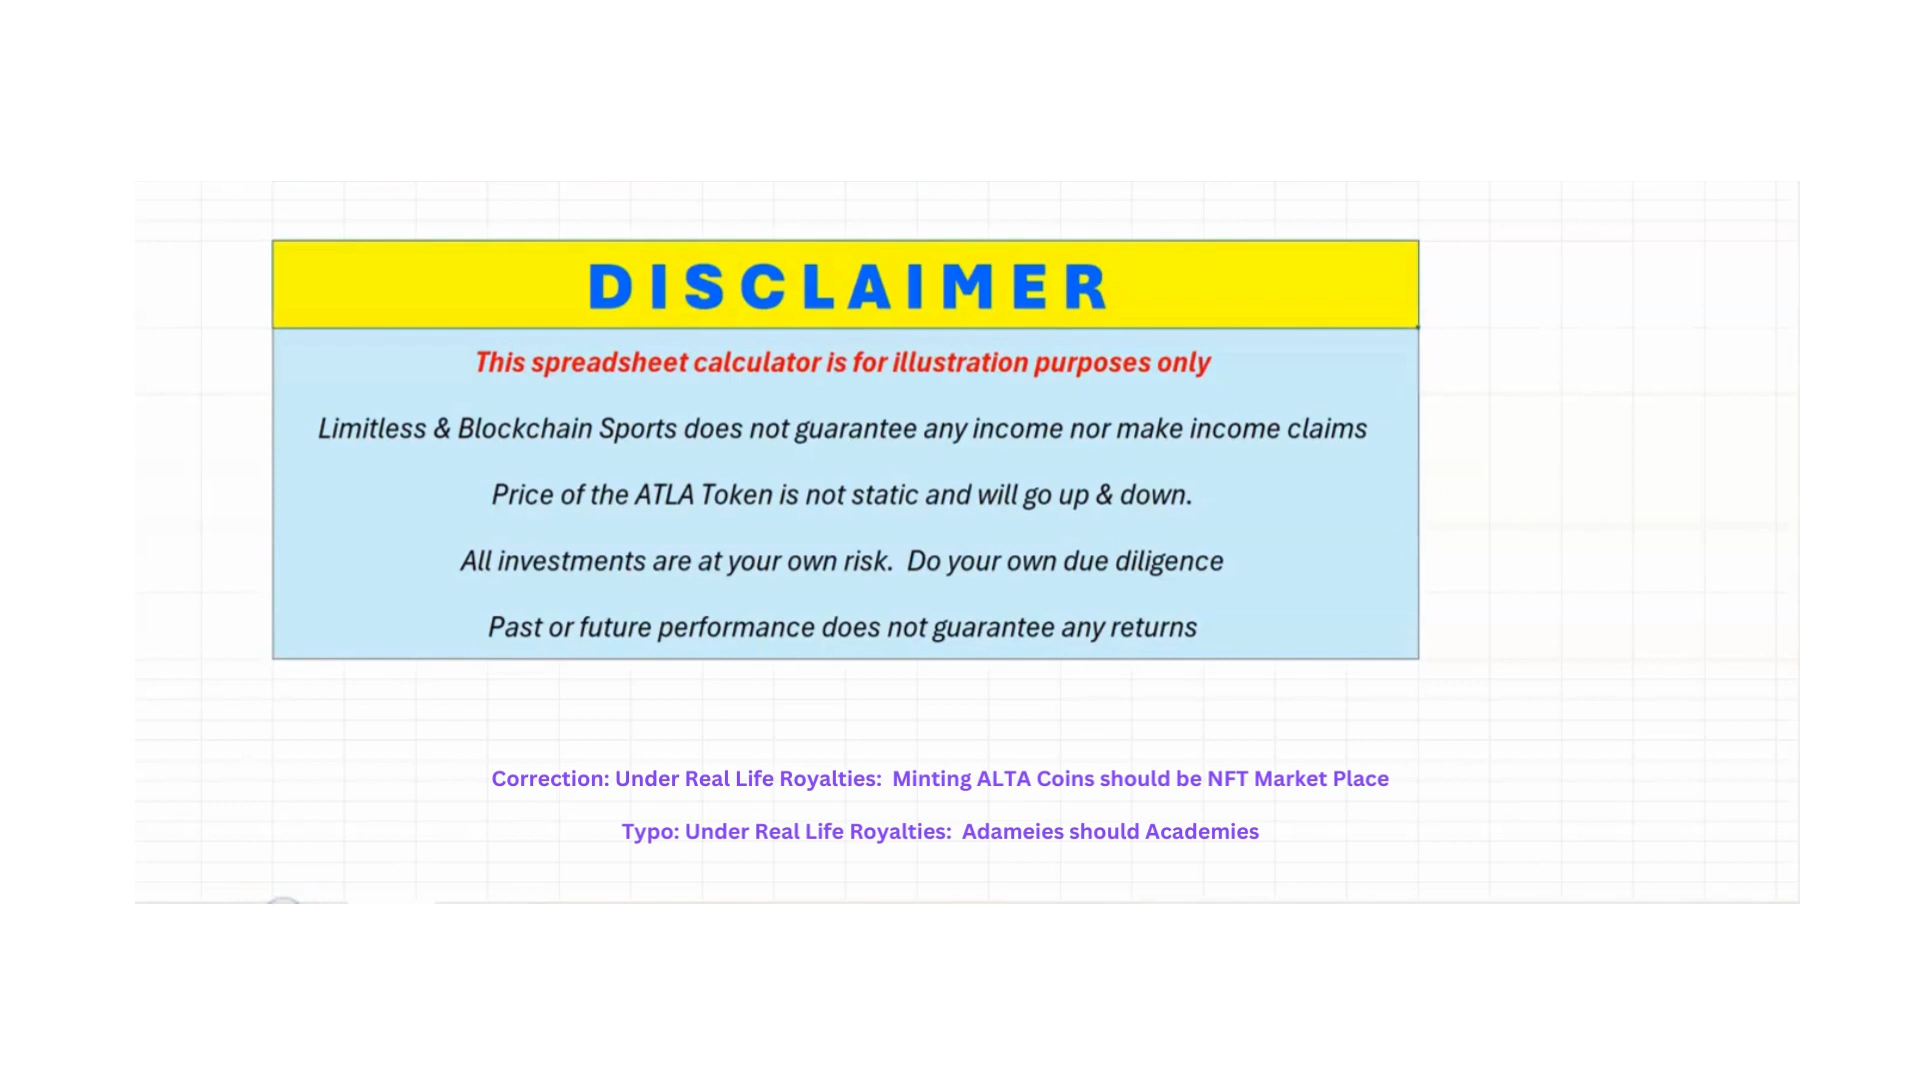 DISCLAIMER
This spreadsheet calculator is for illustration purposes only
Limitless & Blockchain Sports does not guarantee any income nor make income claims
Price of the ATLA Token is not static and will go up & down.
All investments are at your own risk.  Do your own due diligence
Past or future performance does not guarantee any returns
Correction: Under Real Life Royalties:  Minting ALTA Coins should be NFT Market Place
Typo: Under Real Life Royalties:  Adameies should Academies